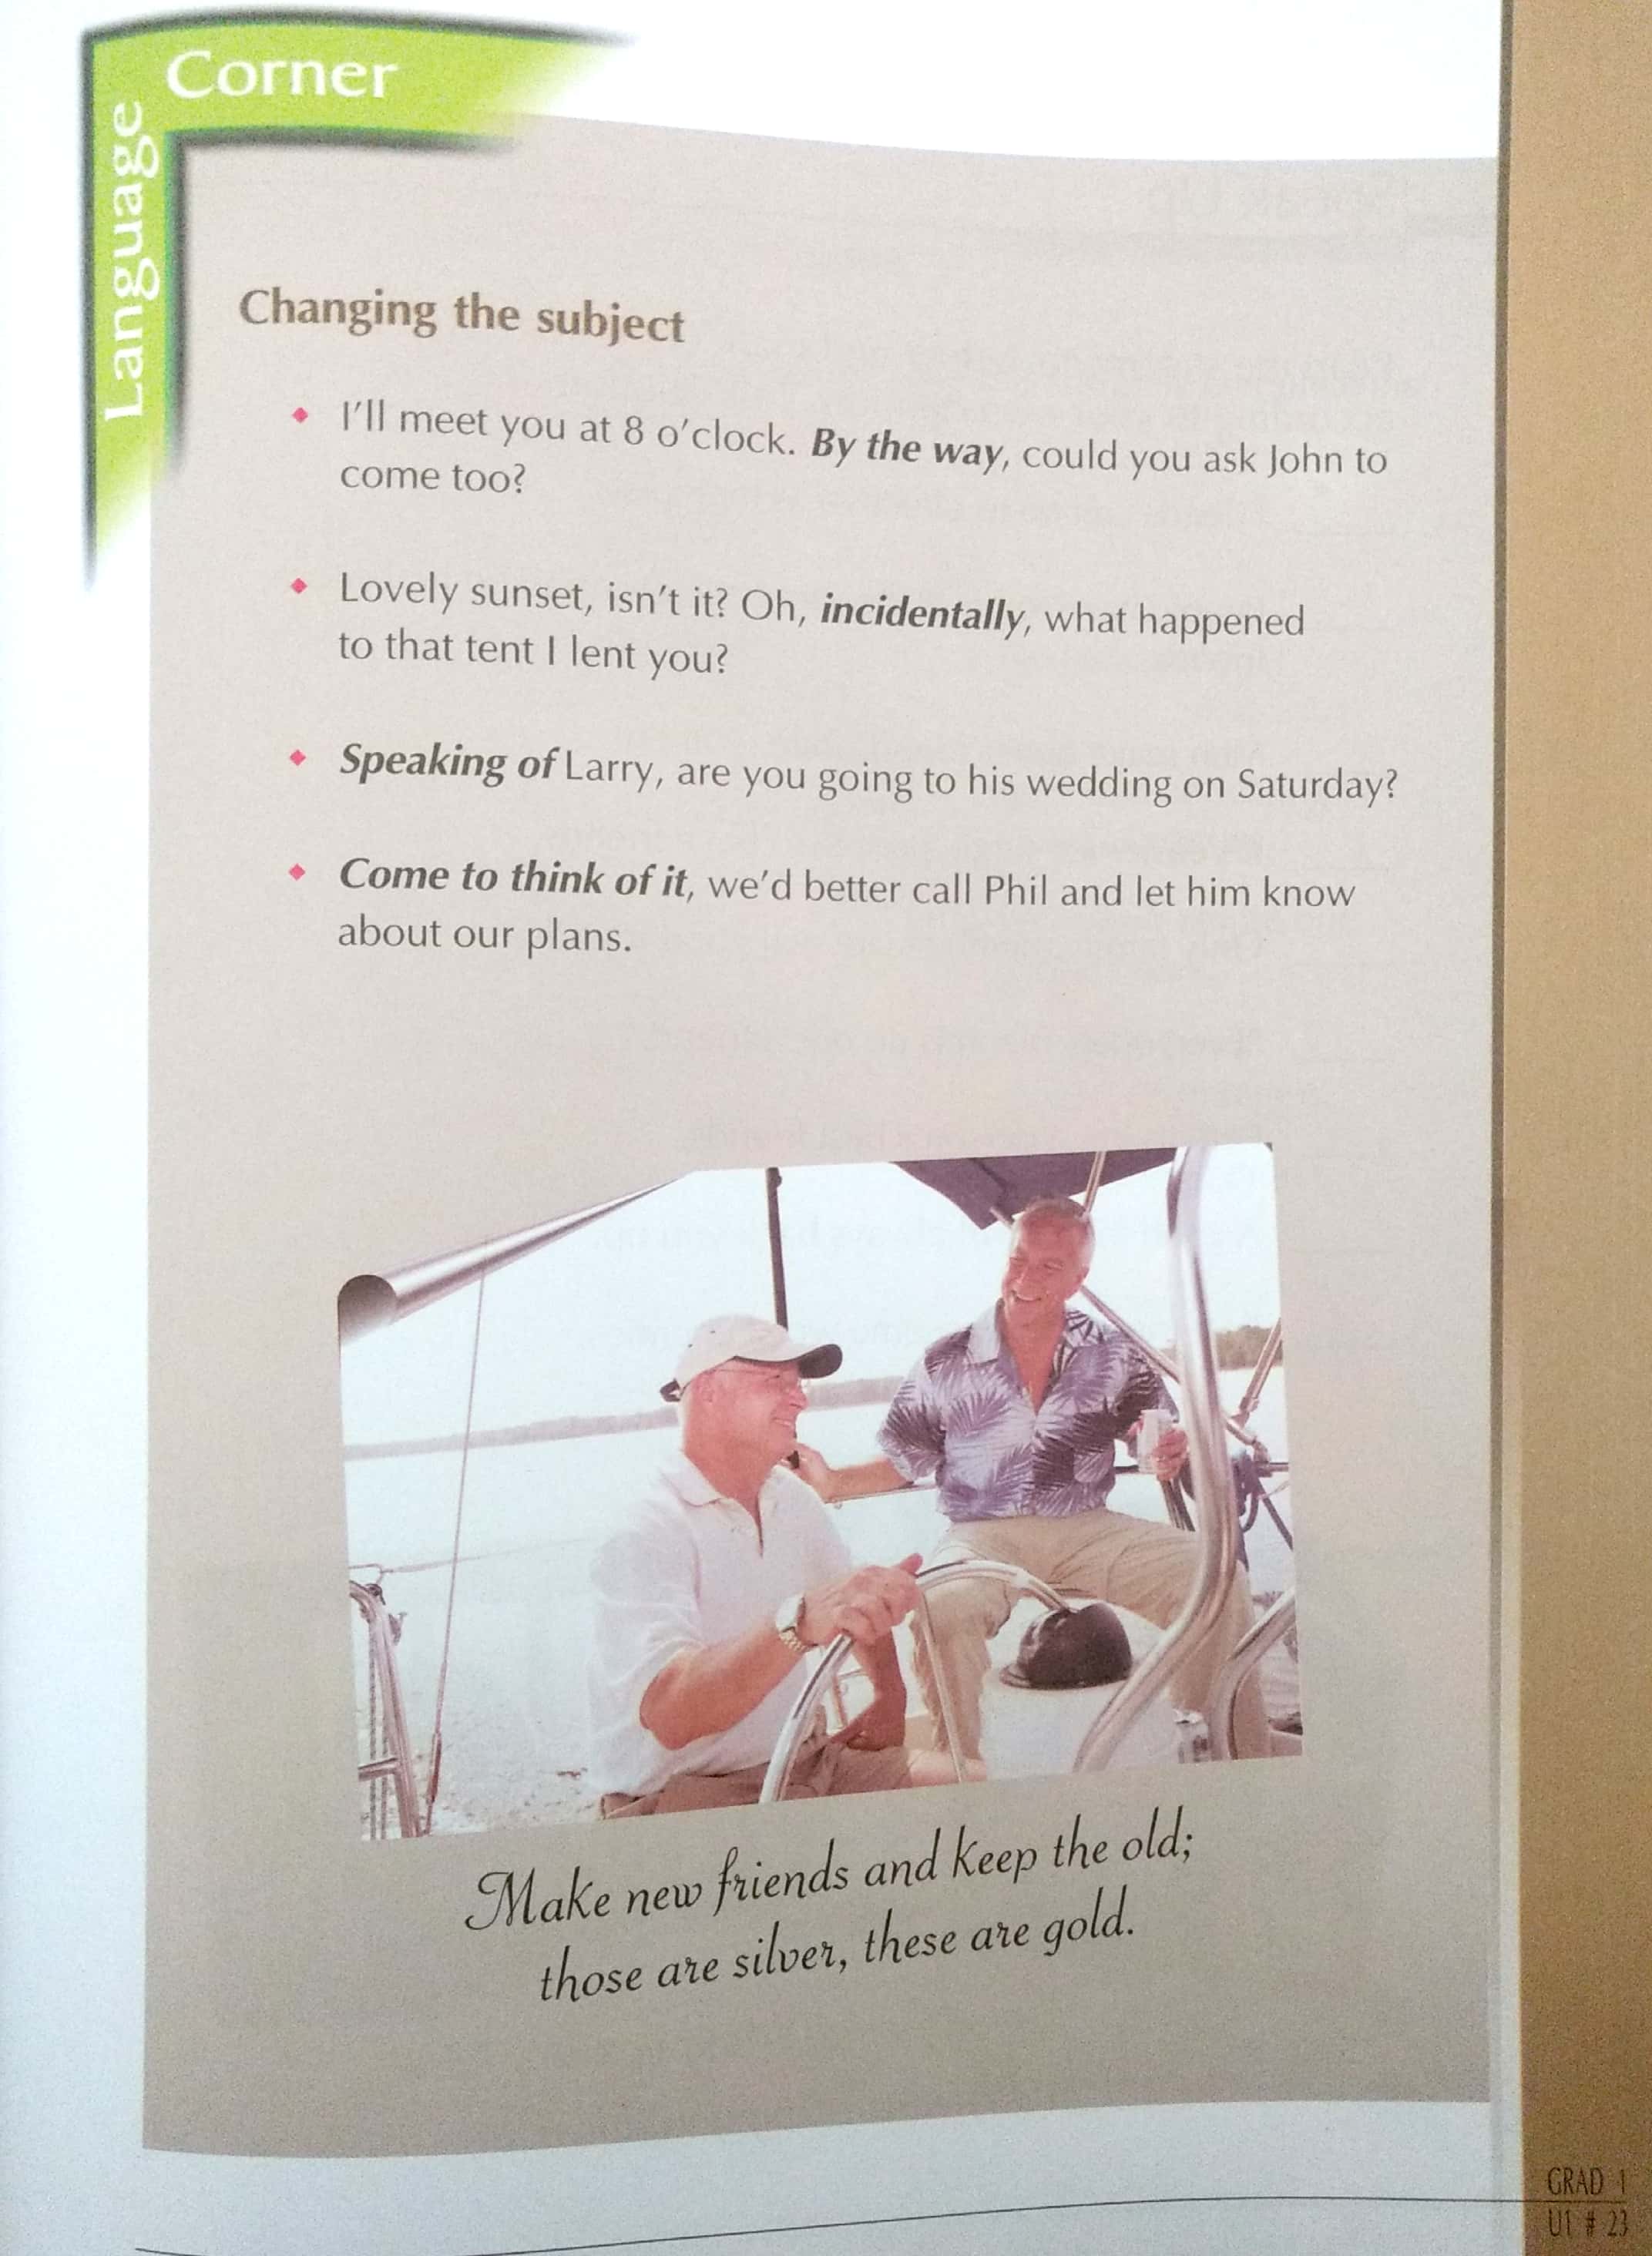 Language Corner
Changing the subject
I'll meet you at 8 o'clock. By the way, could you ask John to
come too?
Lovely sunset, isn't it? Oh, incidentally, what happened
to that tent I lent you?
Speaking of Larry, are you going to his wedding on Saturday?
Come to think of it, we'd better call Phil and let him know
about our plans.
Make new friends and keep the old;
those are silver, these are gold.
GRAD 1
U1 # 23